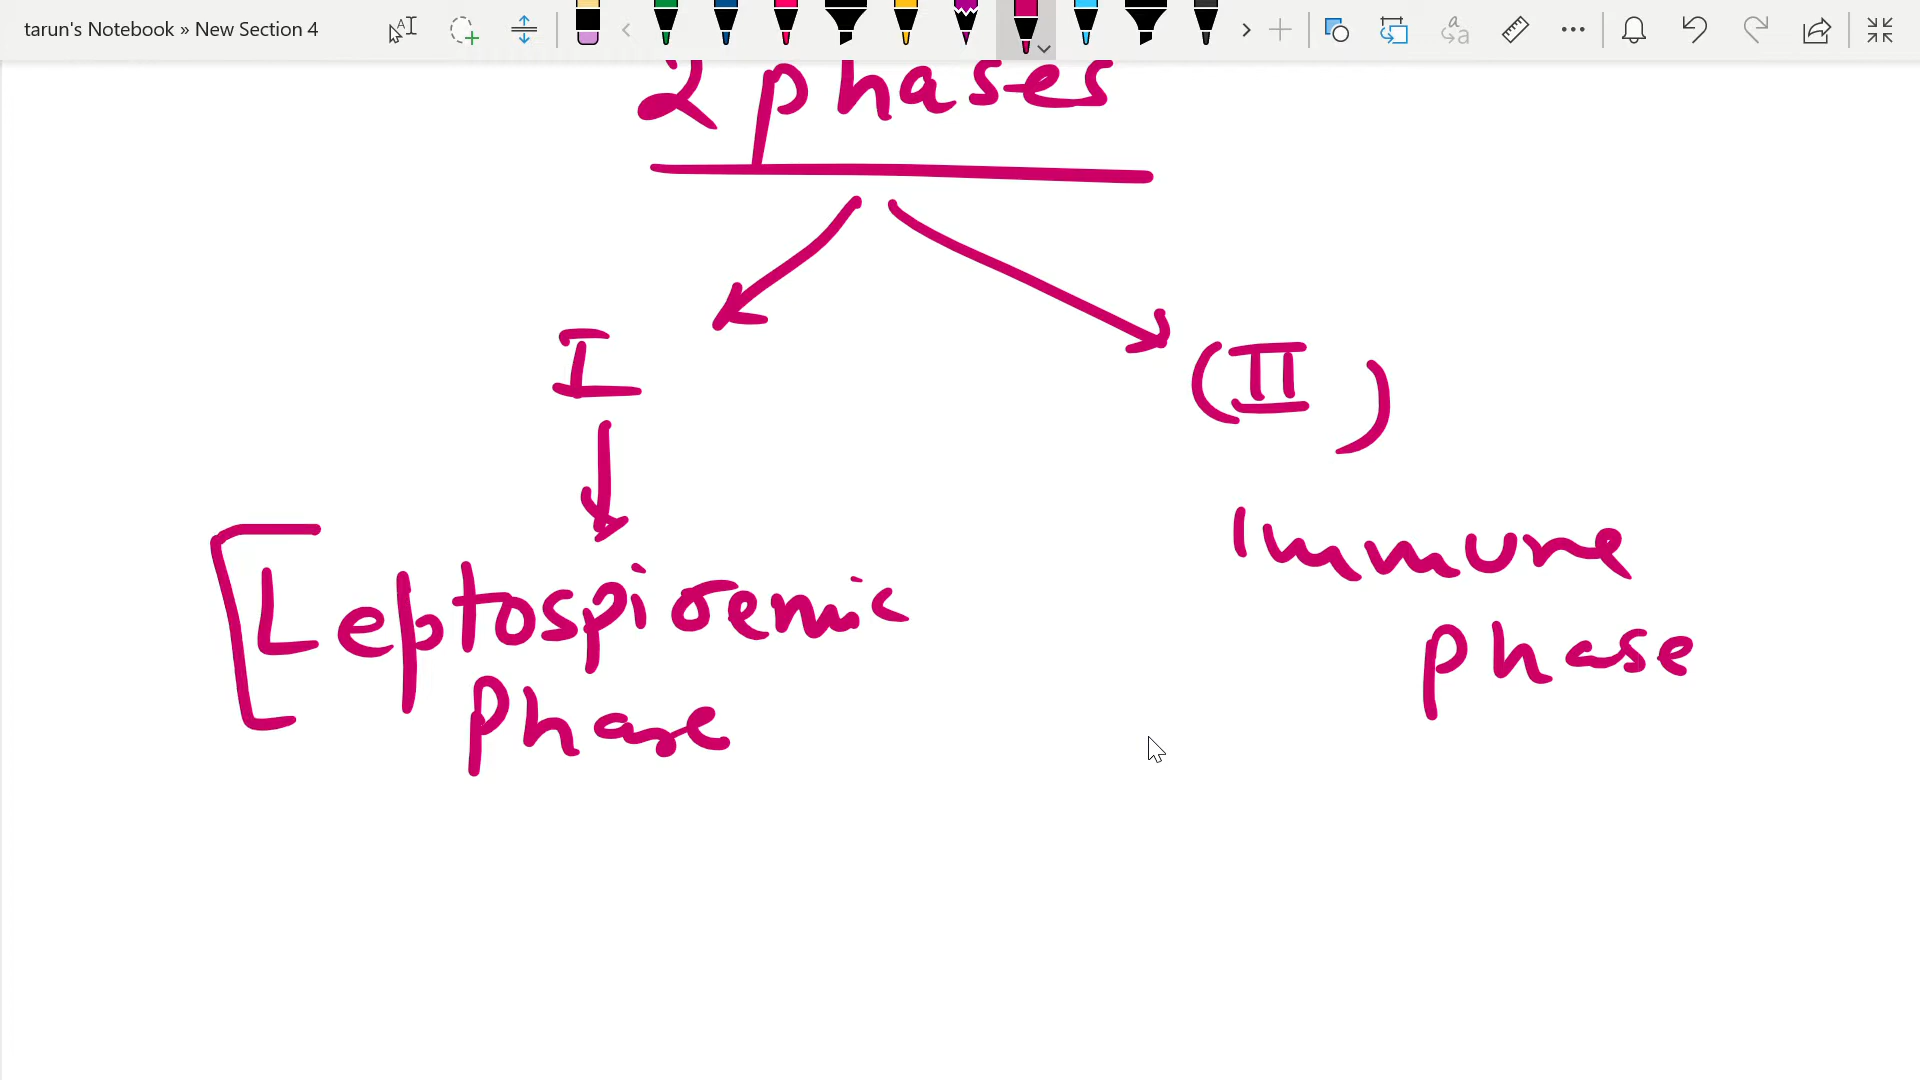 tarun's Notebook » New Section 4
2 phases
I
(II)
Leptospiremic
Phase
Immune
phase